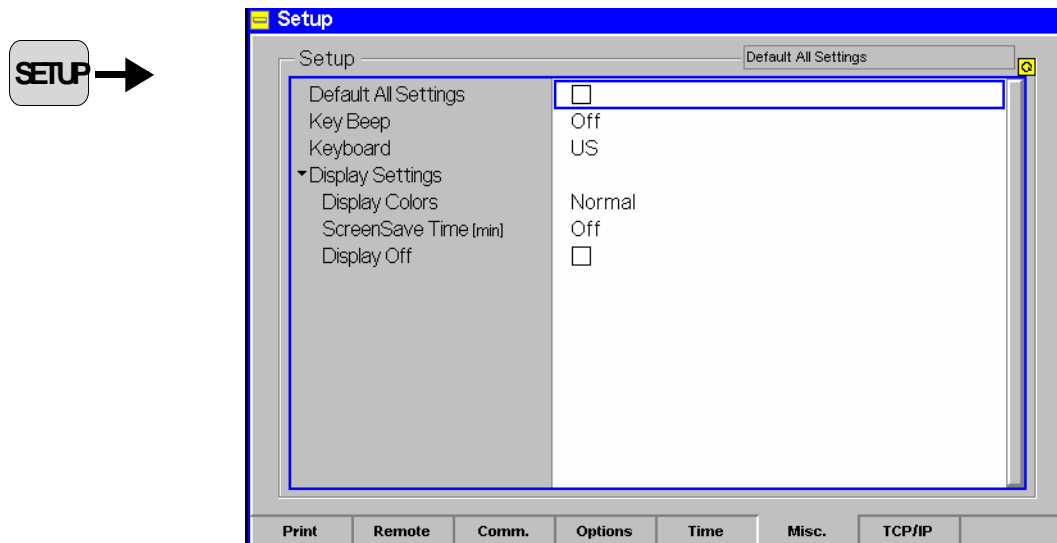 SETUP
Setup
Setup
Default All Settings
Default All Settings
Key Beep Off
Keyboard US
Display Settings
Display Colors Normal
ScreenSave Time [min] Off
Display Off
Print Remote Comm. Options Time Misc. TCP/IP